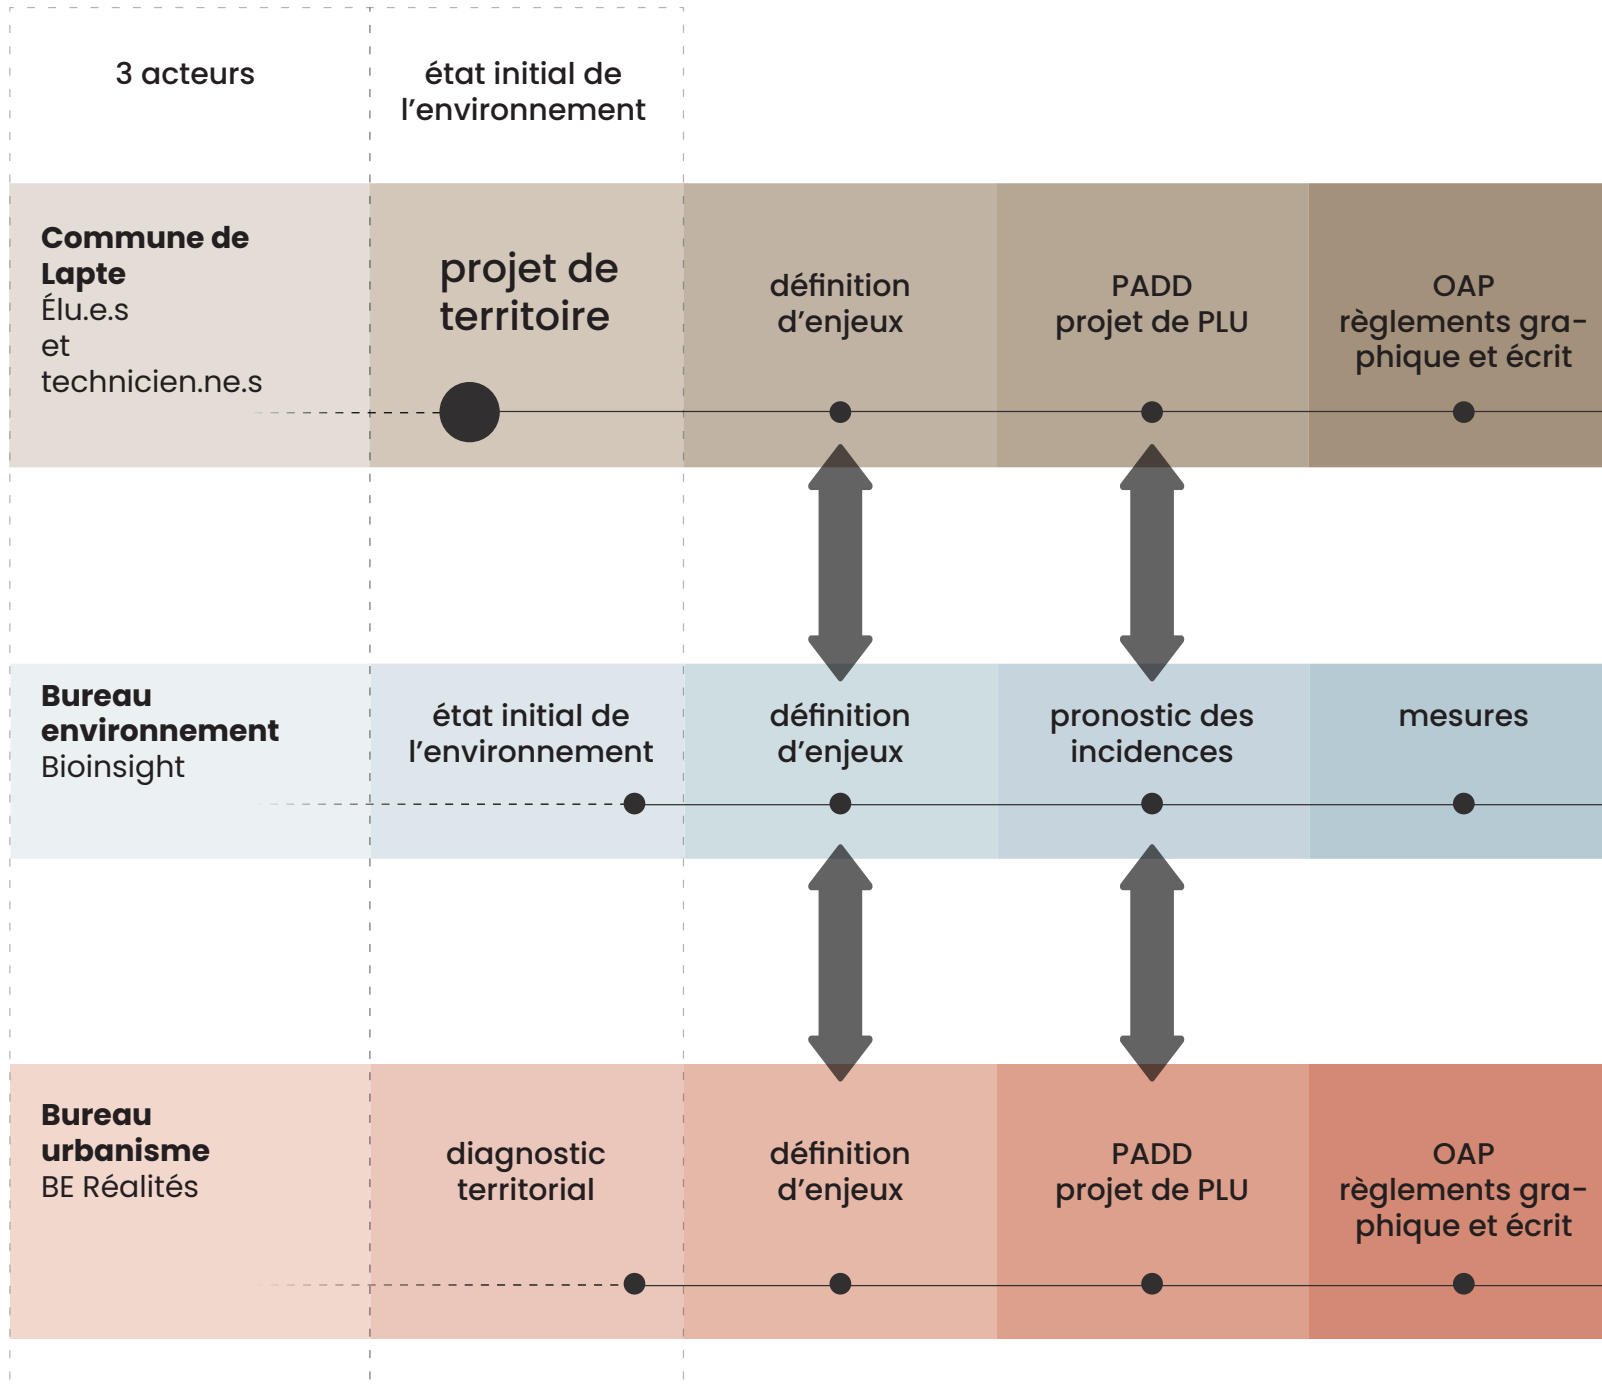 3 acteurs
état initial de
l’environnement
Commune de
Lapte
Élu.e.s
et
technicien.ne.s
projet de
territoire
définition
d’enjeux
PADD
projet de PLU
OAP
règlements gra-
phique et écrit
Bureau
environnement
Bioinsight
état initial de
l’environnement
définition
d’enjeux
pronostic des
incidences
mesures
Bureau
urbanisme
BE Réalités
diagnostic
territorial
définition
d’enjeux
PADD
projet de PLU
OAP
règlements gra-
phique et écrit